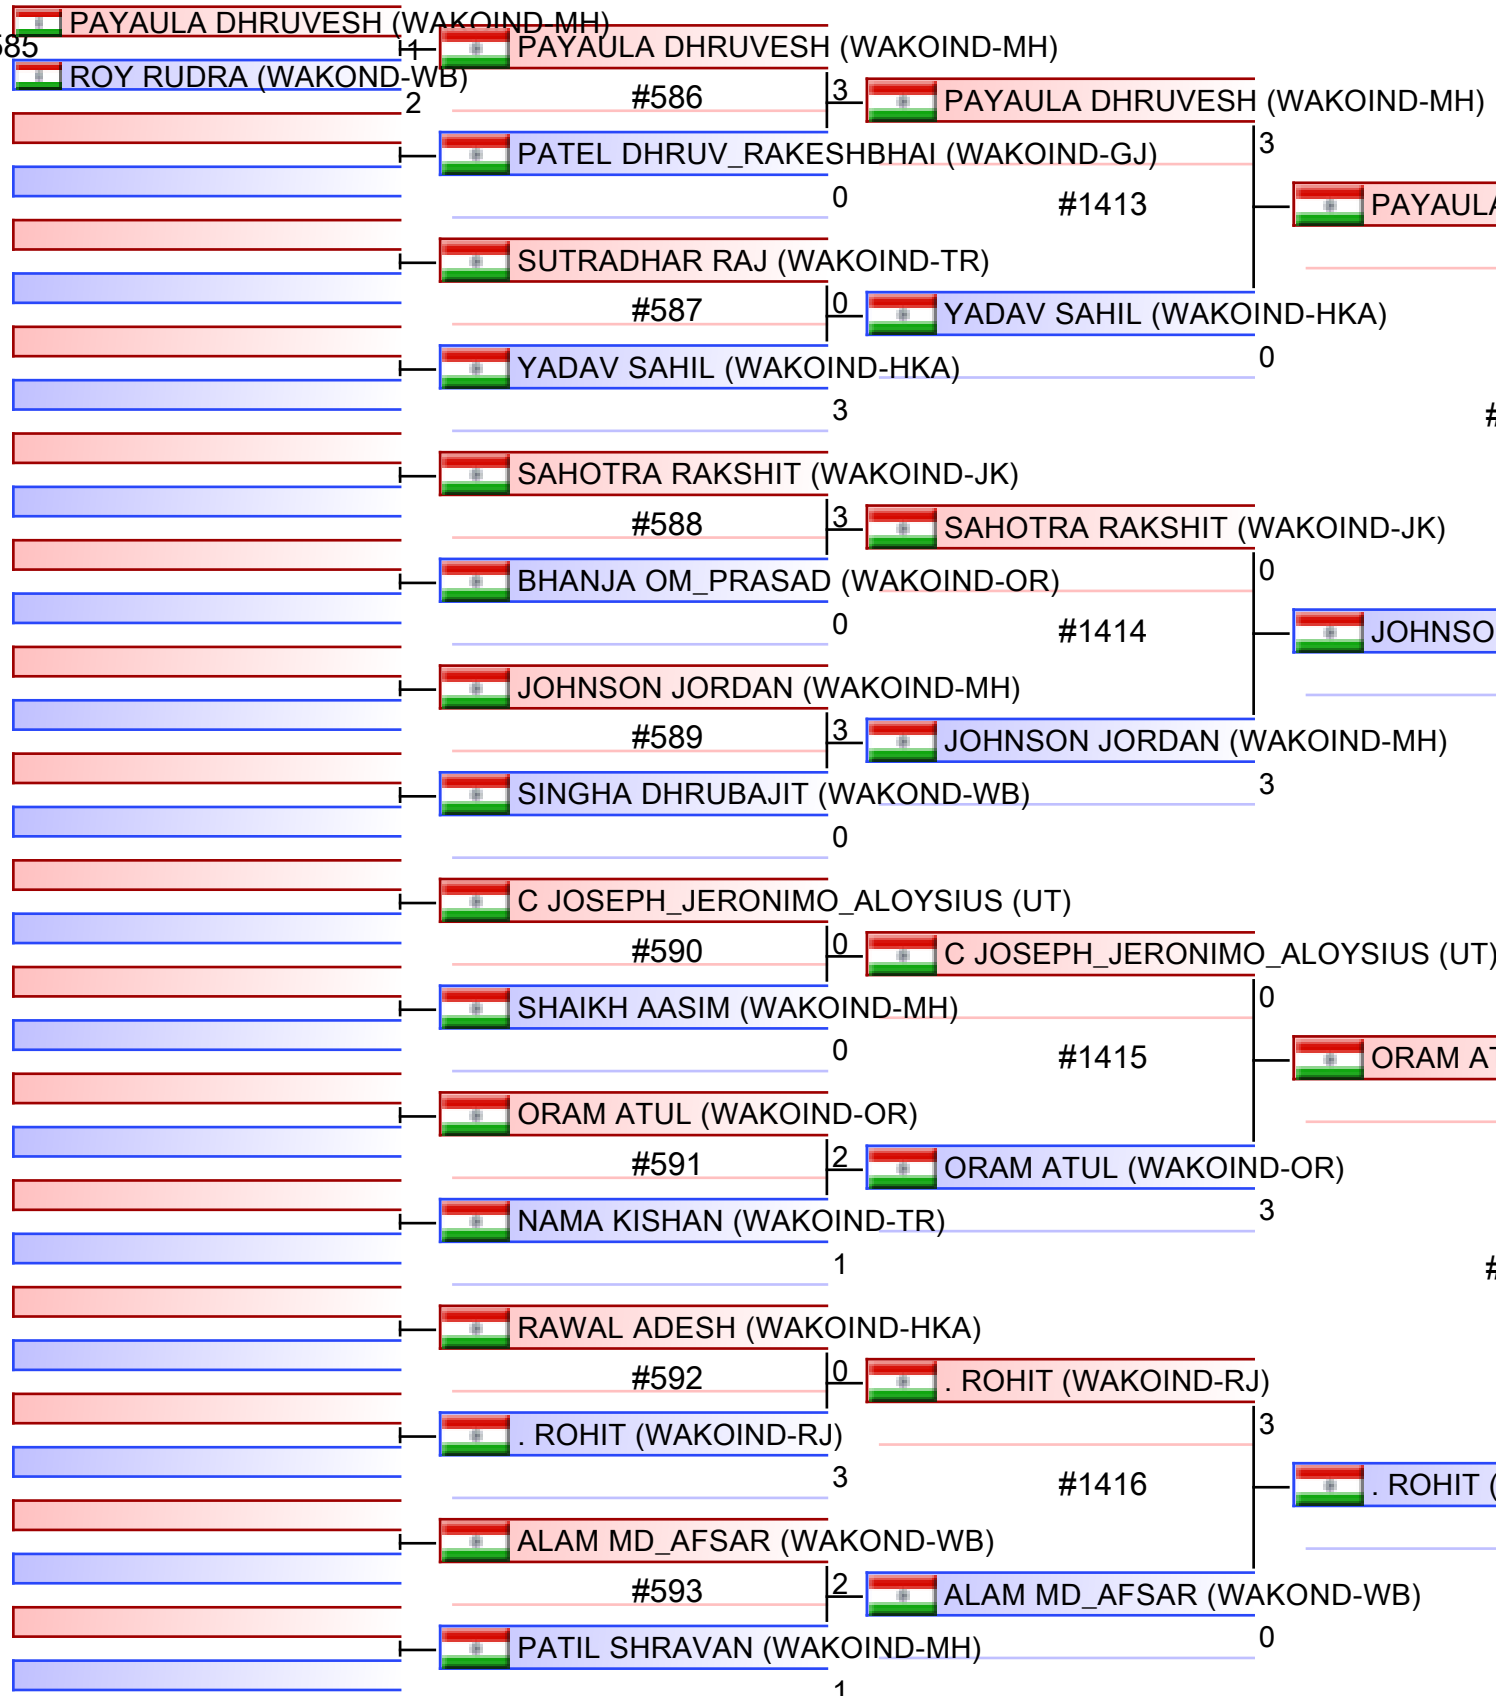 PAYAULA DHRUVESH (WAKOIND-MH)
585
1
ROY RUDRA (WAKOND-WB)
2
PAYAULA DHRUVESH (WAKOIND-MH)
#586
3
PATEL DHRUV_RAKESHBHAI (WAKOIND-GJ)
0
SUTRADHAR RAJ (WAKOIND-TR)
#587
0
YADAV SAHIL (WAKOIND-HKA)
3
SAHOTRA RAKSHIT (WAKOIND-JK)
#588
3
BHANJA OM_PRASAD (WAKOIND-OR)
0
JOHNSON JORDAN (WAKOIND-MH)
#589
3
SINGHA DHRUBAJIT (WAKOND-WB)
0
C JOSEPH_JERONIMO_ALOYSIUS (UT)
#590
0
SHAIKH AASIM (WAKOIND-MH)
0
ORAM ATUL (WAKOIND-OR)
#591
2
NAMA KISHAN (WAKOIND-TR)
1
RAWAL ADESH (WAKOIND-HKA)
#592
0
. ROHIT (WAKOIND-RJ)
3
ALAM MD_AFSAR (WAKOND-WB)
#593
2
PATIL SHRAVAN (WAKOIND-MH)
1
PAYAULA DHRUVESH (WAKOIND-MH)
3
#1413
YADAV SAHIL (WAKOIND-HKA)
0
SAHOTRA RAKSHIT (WAKOIND-JK)
0
#1414
JOHNSON JORDAN (WAKOIND-MH)
3
C JOSEPH_JERONIMO_ALOYSIUS (UT)
0
#1415
ORAM ATUL (WAKOIND-OR)
3
. ROHIT (WAKOIND-RJ)
3
#1416
ALAM MD_AFSAR (WAKOND-WB)
0
PAYAULA
#
JOHNSO
ORAM AT
#
. ROHIT (